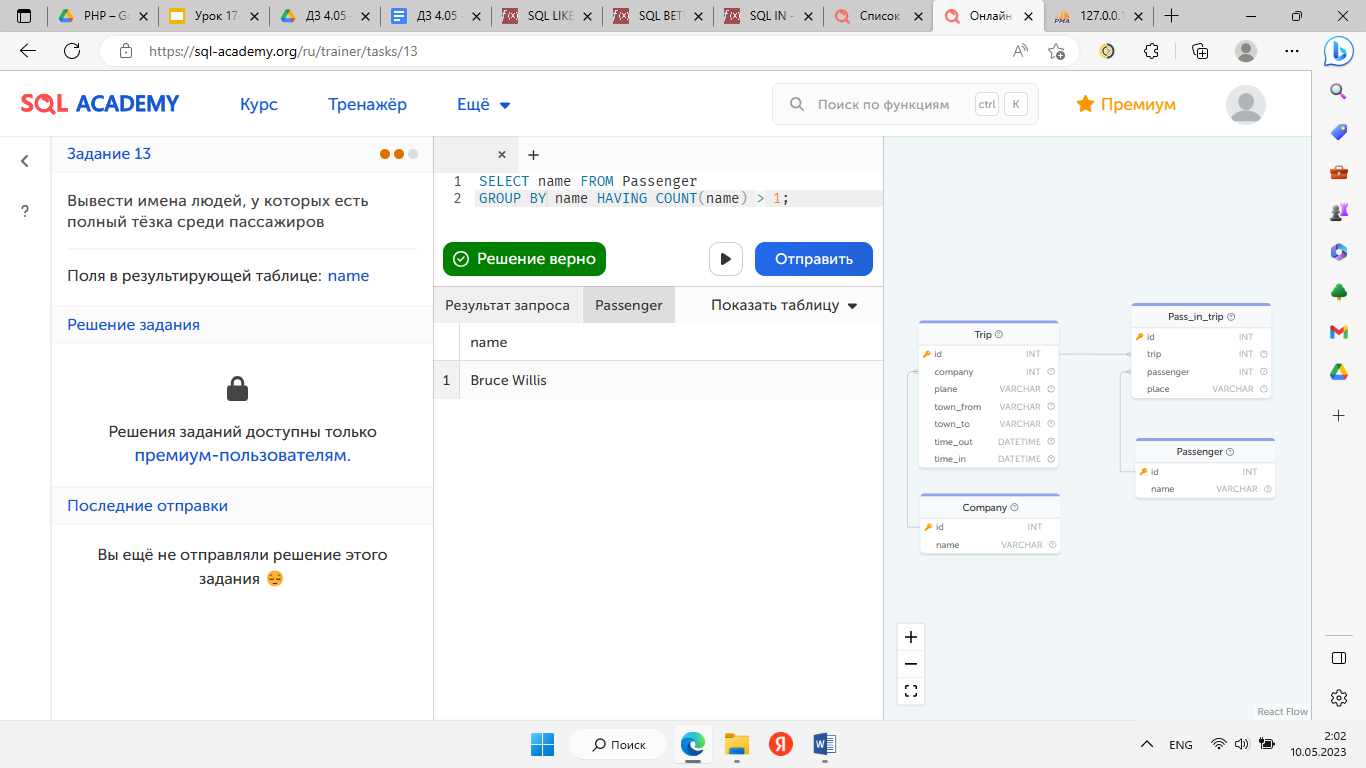 PHP – Go
Урок 17-
ДЗ 4.05 -
ДЗ 4.05 -
f(x) SQL LIKE
f(x) SQL BET
f(x) SQL IN -
Список
Онлайн
PMA 127.0.0.1
https://sql-academy.org/ru/trainer/tasks/13
SQL ACADEMY
Курс
Тренажёр
Ещё
Поиск по функциям
ctrl
K
Премиум
Задание 13
?
Вывести имена людей, у которых есть
полный тёзка среди пассажиров
Поля в результирующей таблице: name
Решение задания
Решения заданий доступны только
премиум-пользователям.
Последние отправки
Вы ещё не отправляли решение этого
задания 😔
1 SELECT name FROM Passenger
2 GROUP BY name HAVING COUNT(name) > 1;
Решение верно
Отправить
Результат запроса
Passenger
Показать таблицу
name
1 Bruce Willis
Trip
id INT
company INT
plane VARCHAR
town_from VARCHAR
town_to VARCHAR
time_out DATETIME
time_in DATETIME
Company
id INT
name VARCHAR
Pass_in_trip
id INT
trip INT
passenger INT
place VARCHAR
Passenger
id INT
name VARCHAR
React Flow
Поиск
Я
W
ENG
2:02
10.05.2023